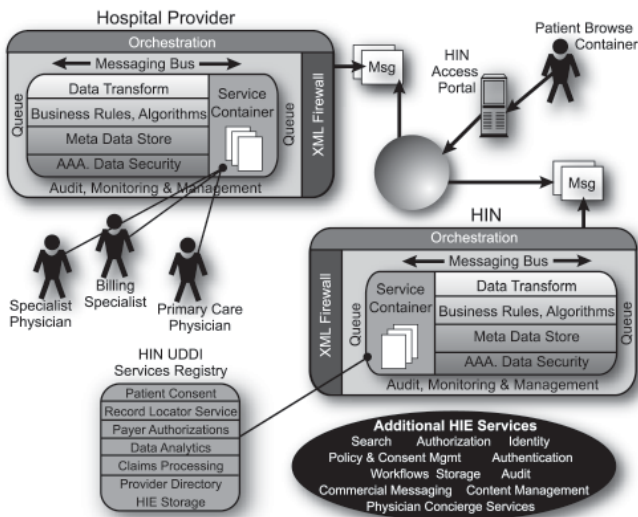 Hospital Provider
Orchestration
Messaging Bus
Queue
Data Transform
Business Rules, Algorithms
Meta Data Store
AAA. Data Security
Service
Container
Queue
XML Firewall
Audit, Monitoring & Management
Msg
HIN
Access
Portal
Patient Browse
Container
Specialist
Physician
Billing
Specialist
Primary Care
Physician
Msg
HIN
Orchestration
Messaging Bus
XML Firewall
Queue
Service
Container
Data Transform
Business Rules, Algorithms
Meta Data Store
AAA. Data Security
Queue
Audit, Monitoring & Management
HIN UDDI
Services Registry
Patient Consent
Record Locator Service
Payer Authorizations
Data Analytics
Claims Processing
Provider Directory
HIE Storage
Additional HIE Services
Search Authorization Identity
Policy & Consent Mgmt Authentication
Workflows Storage Audit
Commercial Messaging Content Management
Physician Concierge Services